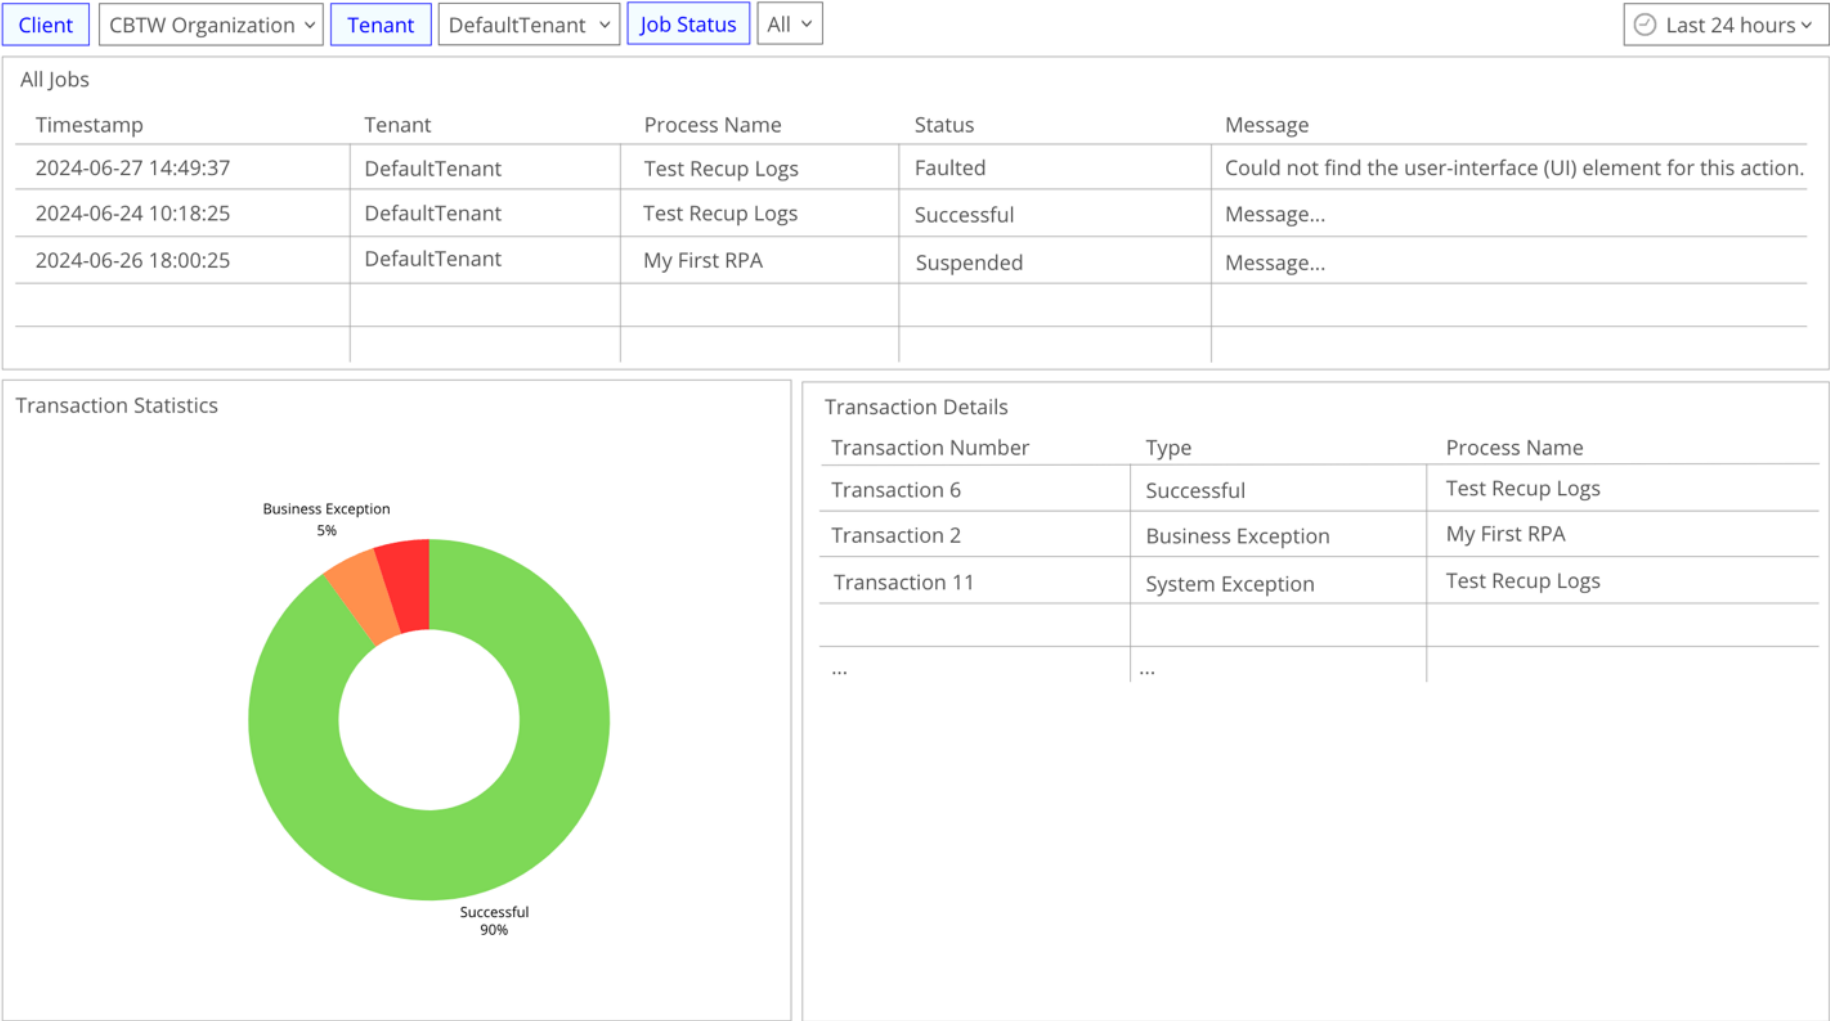 Client CBTW Organization Tenant DefaultTenant Job Status All Last 24 hours
All Jobs
Timestamp Tenant Process Name Status Message
2024-06-27 14:49:37 DefaultTenant Test Recup Logs Faulted Could not find the user-interface (UI) element for this action.
2024-06-24 10:18:25 DefaultTenant Test Recup Logs Successful Message...
2024-06-26 18:00:25 DefaultTenant My First RPA Suspended Message...
Transaction Statistics
Business Exception
5%
Successful
90%
Transaction Details
Transaction Number Type Process Name
Transaction 6 Successful Test Recup Logs
Transaction 2 Business Exception My First RPA
Transaction 11 System Exception Test Recup Logs
... ...